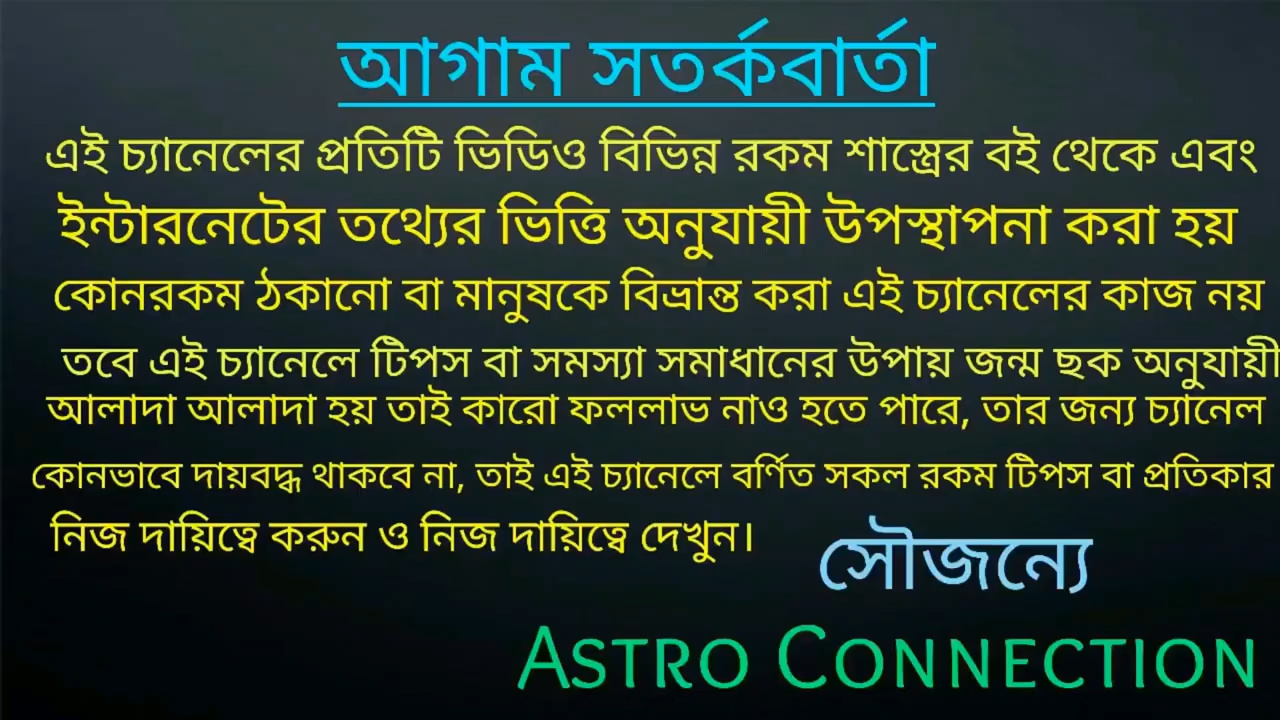 আগাম সতর্কবার্তা
এই চ্যানেলের প্রতিটি ভিডিও বিভিন্ন রকম শাস্ত্রের বই থেকে এবং
ইন্টারনেটের তথ্যের ভিত্তি অনুযায়ী উপস্থাপনা করা হয়
কোনরকম ঠকানো বা মানুষকে বিভ্রান্ত করা এই চ্যানেলের কাজ নয়
তবে এই চ্যানেলে টিপস বা সমস্যা সমাধানের উপায় জন্ম ছক অনুযায়ী
আলাদা আলাদা হয় তাই কারো ফললাভ নাও হতে পারে, তার জন্য চ্যানেল
কোনভাবে দায়বদ্ধ থাকবে না, তাই এই চ্যানেলে বর্ণিত সকল রকম টিপস বা প্রতিকার
নিজ দায়িত্বে করুন ও নিজ দায়িত্বে দেখুন।
সৌজন্যে
ASTRO CONNECTION